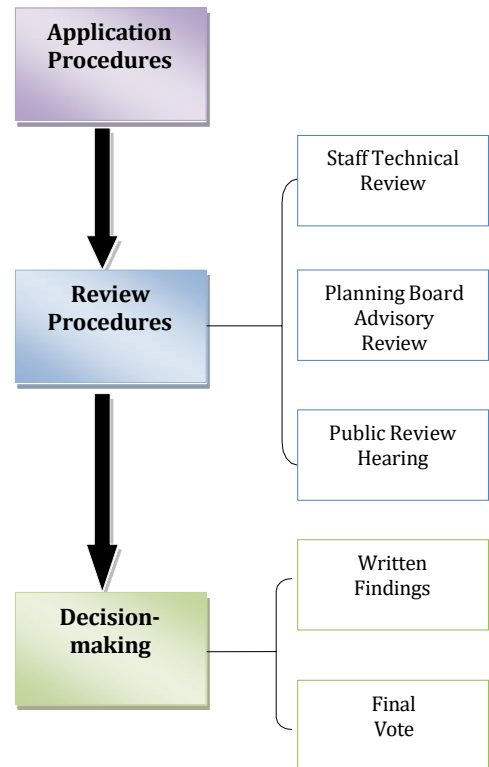 Application
Procedures
Staff Technical
Review
Review
Procedures
Planning Board
Advisory
Review
Public Review
Hearing
Written
Findings
Decision-
making
Final
Vote